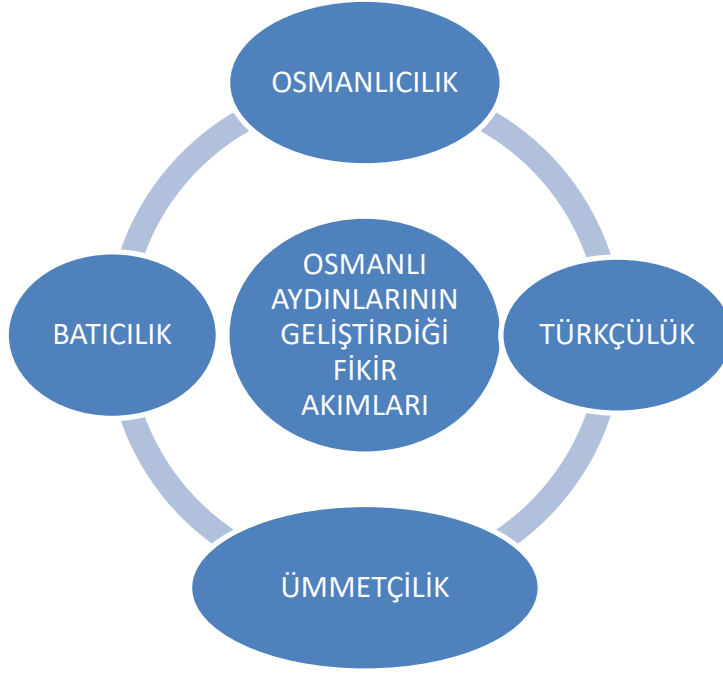 OSMANLICILIK
OSMANLI
AYDINLARININ
GELİŞTİRDİĞİ
FİKİR
AKIMLARI
BATICILIK
TÜRKÇÜLÜK
ÜMMETÇİLİK